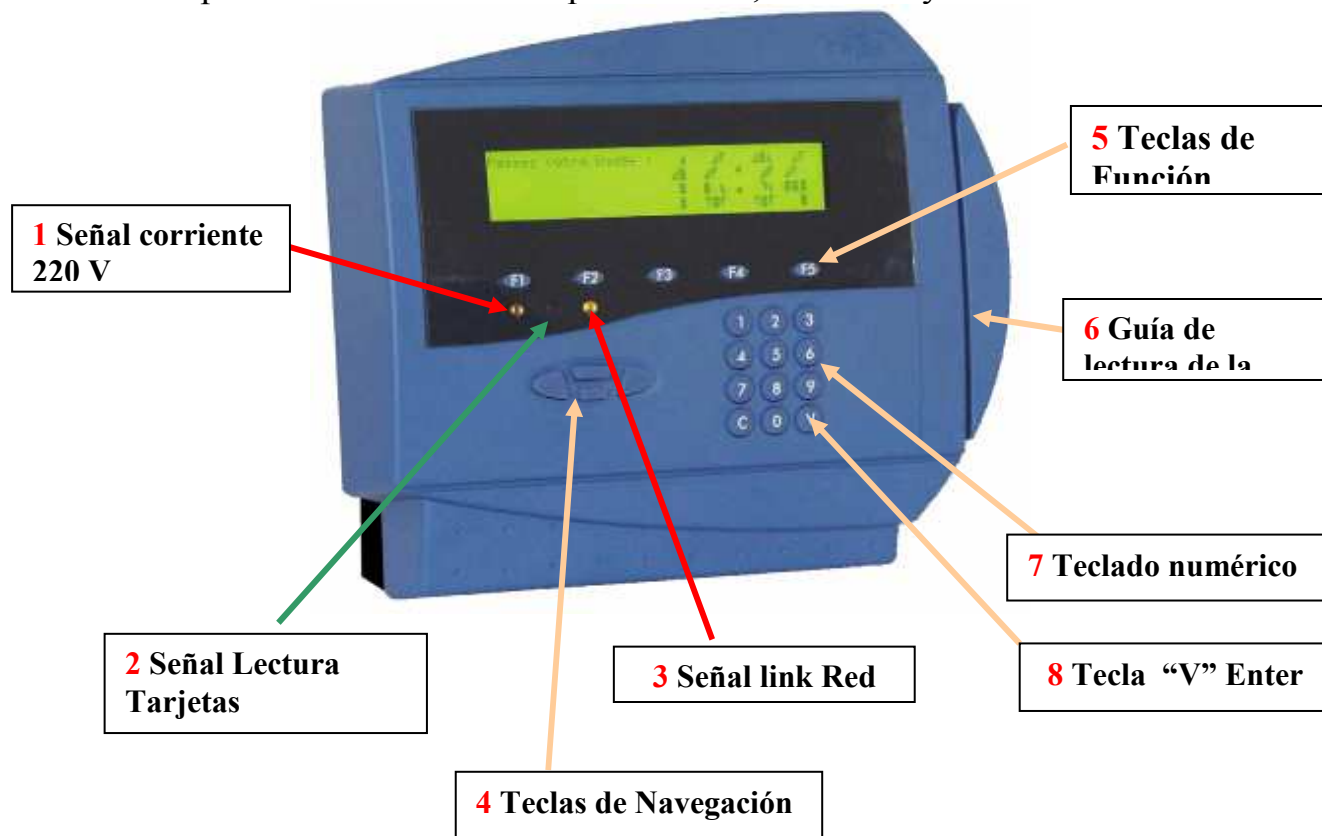 5 Teclas de
Función
1 Señal corriente
220 V
F1 F2 F3 F4 F5
6 Guía de
lectura de la
1 2 3
4 5 6
7 8 9
C 0 V
7 Teclado numérico
2 Señal Lectura
Tarjetas
3 Señal link Red
8 Tecla “V” Enter
4 Teclas de Navegación